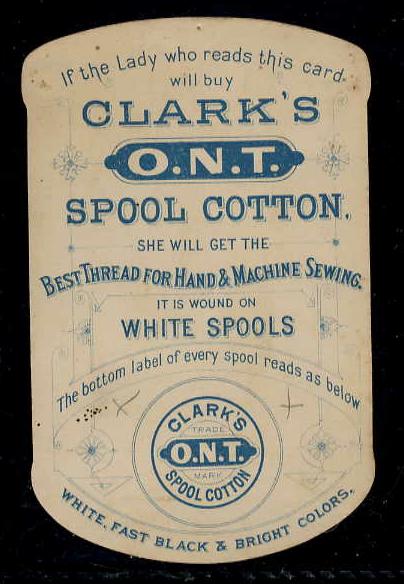 If the Lady who reads this card
will buy
CLARK'S
O.N.T.
SPOOL COTTON.
SHE WILL GET THE
BEST THREAD FOR HAND & MACHINE SEWING.
IT IS WOUND ON
WHITE SPOOLS
The bottom label of every spool reads as below
CLARK'S
TRADE
O.N.T.
MARK
SPOOL COTTON
WHITE, FAST BLACK & BRIGHT COLORS.